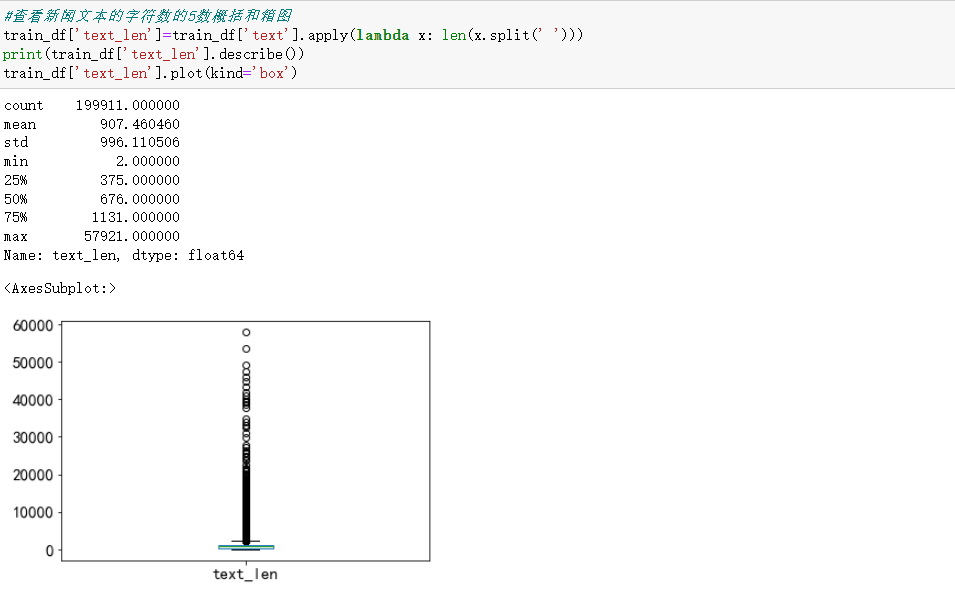 #查看新闻文本的字符数的5数概括和箱图
train_df['text_len']=train_df['text'].apply(lambda x: len(x.split(' ')))
print(train_df['text_len'].describe())
train_df['text_len'].plot(kind='box')
count    199911.000000
mean        907.460460
std         996.110506
min           2.000000
25%         375.000000
50%         676.000000
75%        1131.000000
max       57921.000000
Name: text_len, dtype: float64
<AxesSubplot:>
60000
50000
40000
30000
20000
10000
0
text_len